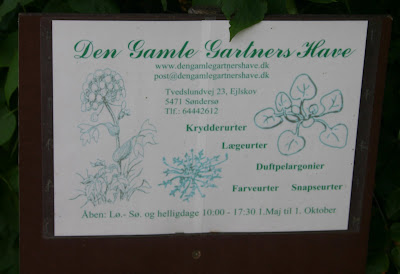 Den Gamle Gartners Have
www.dengamlegartnershave.dk
post@dengamlegartnershave.dk
Tvedslundvej 23, Ejlskov
5471 Søndersø
Tlf.: 64442612
Krydderurter
Lægeurter
Duftpelargonier
Farveurter Snapseurter
Åben: Lø.- Sø. og helligdage 10:00 - 17:30 1.Maj til 1. Oktober